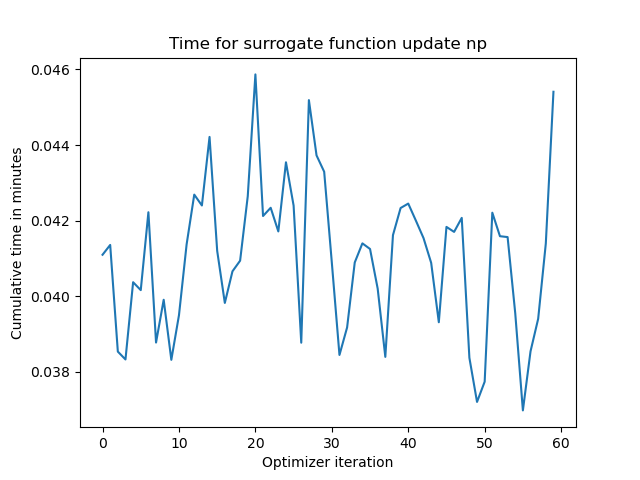 Time for surrogate function update np
Cumulative time in minutes
0.046
0.044
0.042
0.040
0.038
0 10 20 30 40 50 60
Optimizer iteration